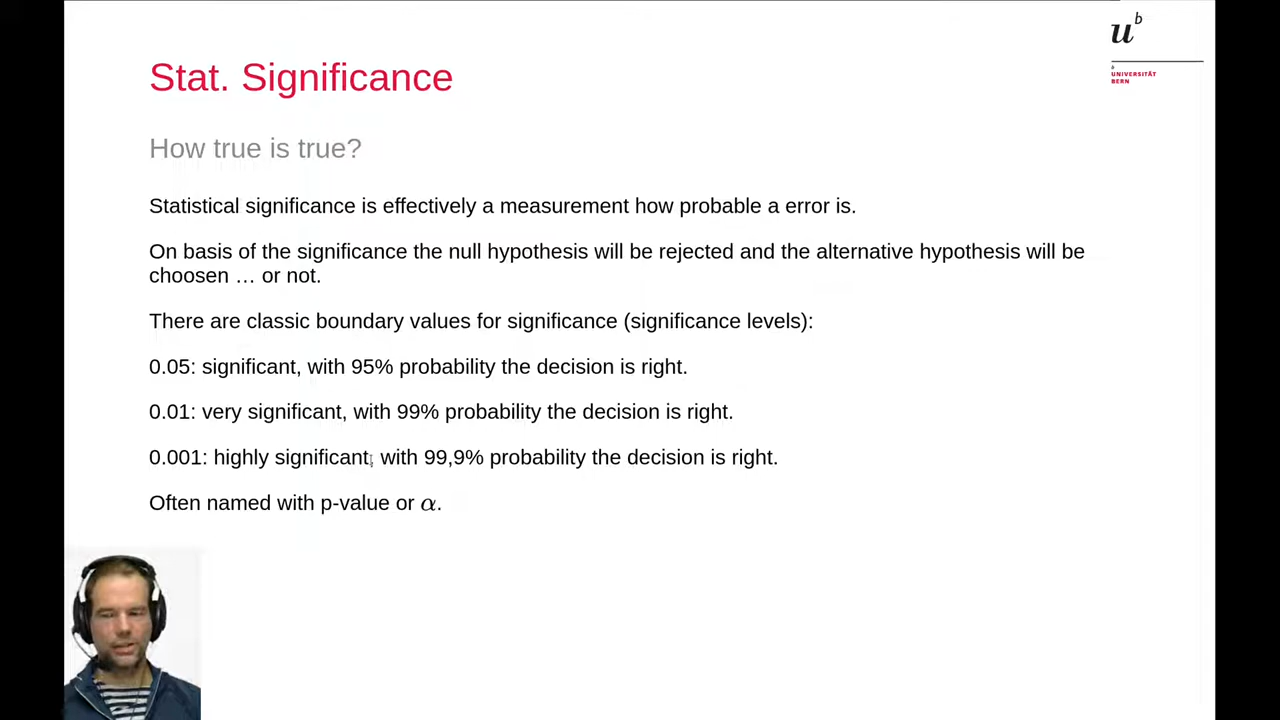 u^b
b
UNIVERSITÄT
BERN
Stat. Significance
How true is true?
Statistical significance is effectively a measurement how probable a error is.
On basis of the significance the null hypothesis will be rejected and the alternative hypothesis will be
choosen … or not.
There are classic boundary values for significance (significance levels):
0.05: significant, with 95% probability the decision is right.
0.01: very significant, with 99% probability the decision is right.
0.001: highly significant, with 99,9% probability the decision is right.
Often named with p-value or α.